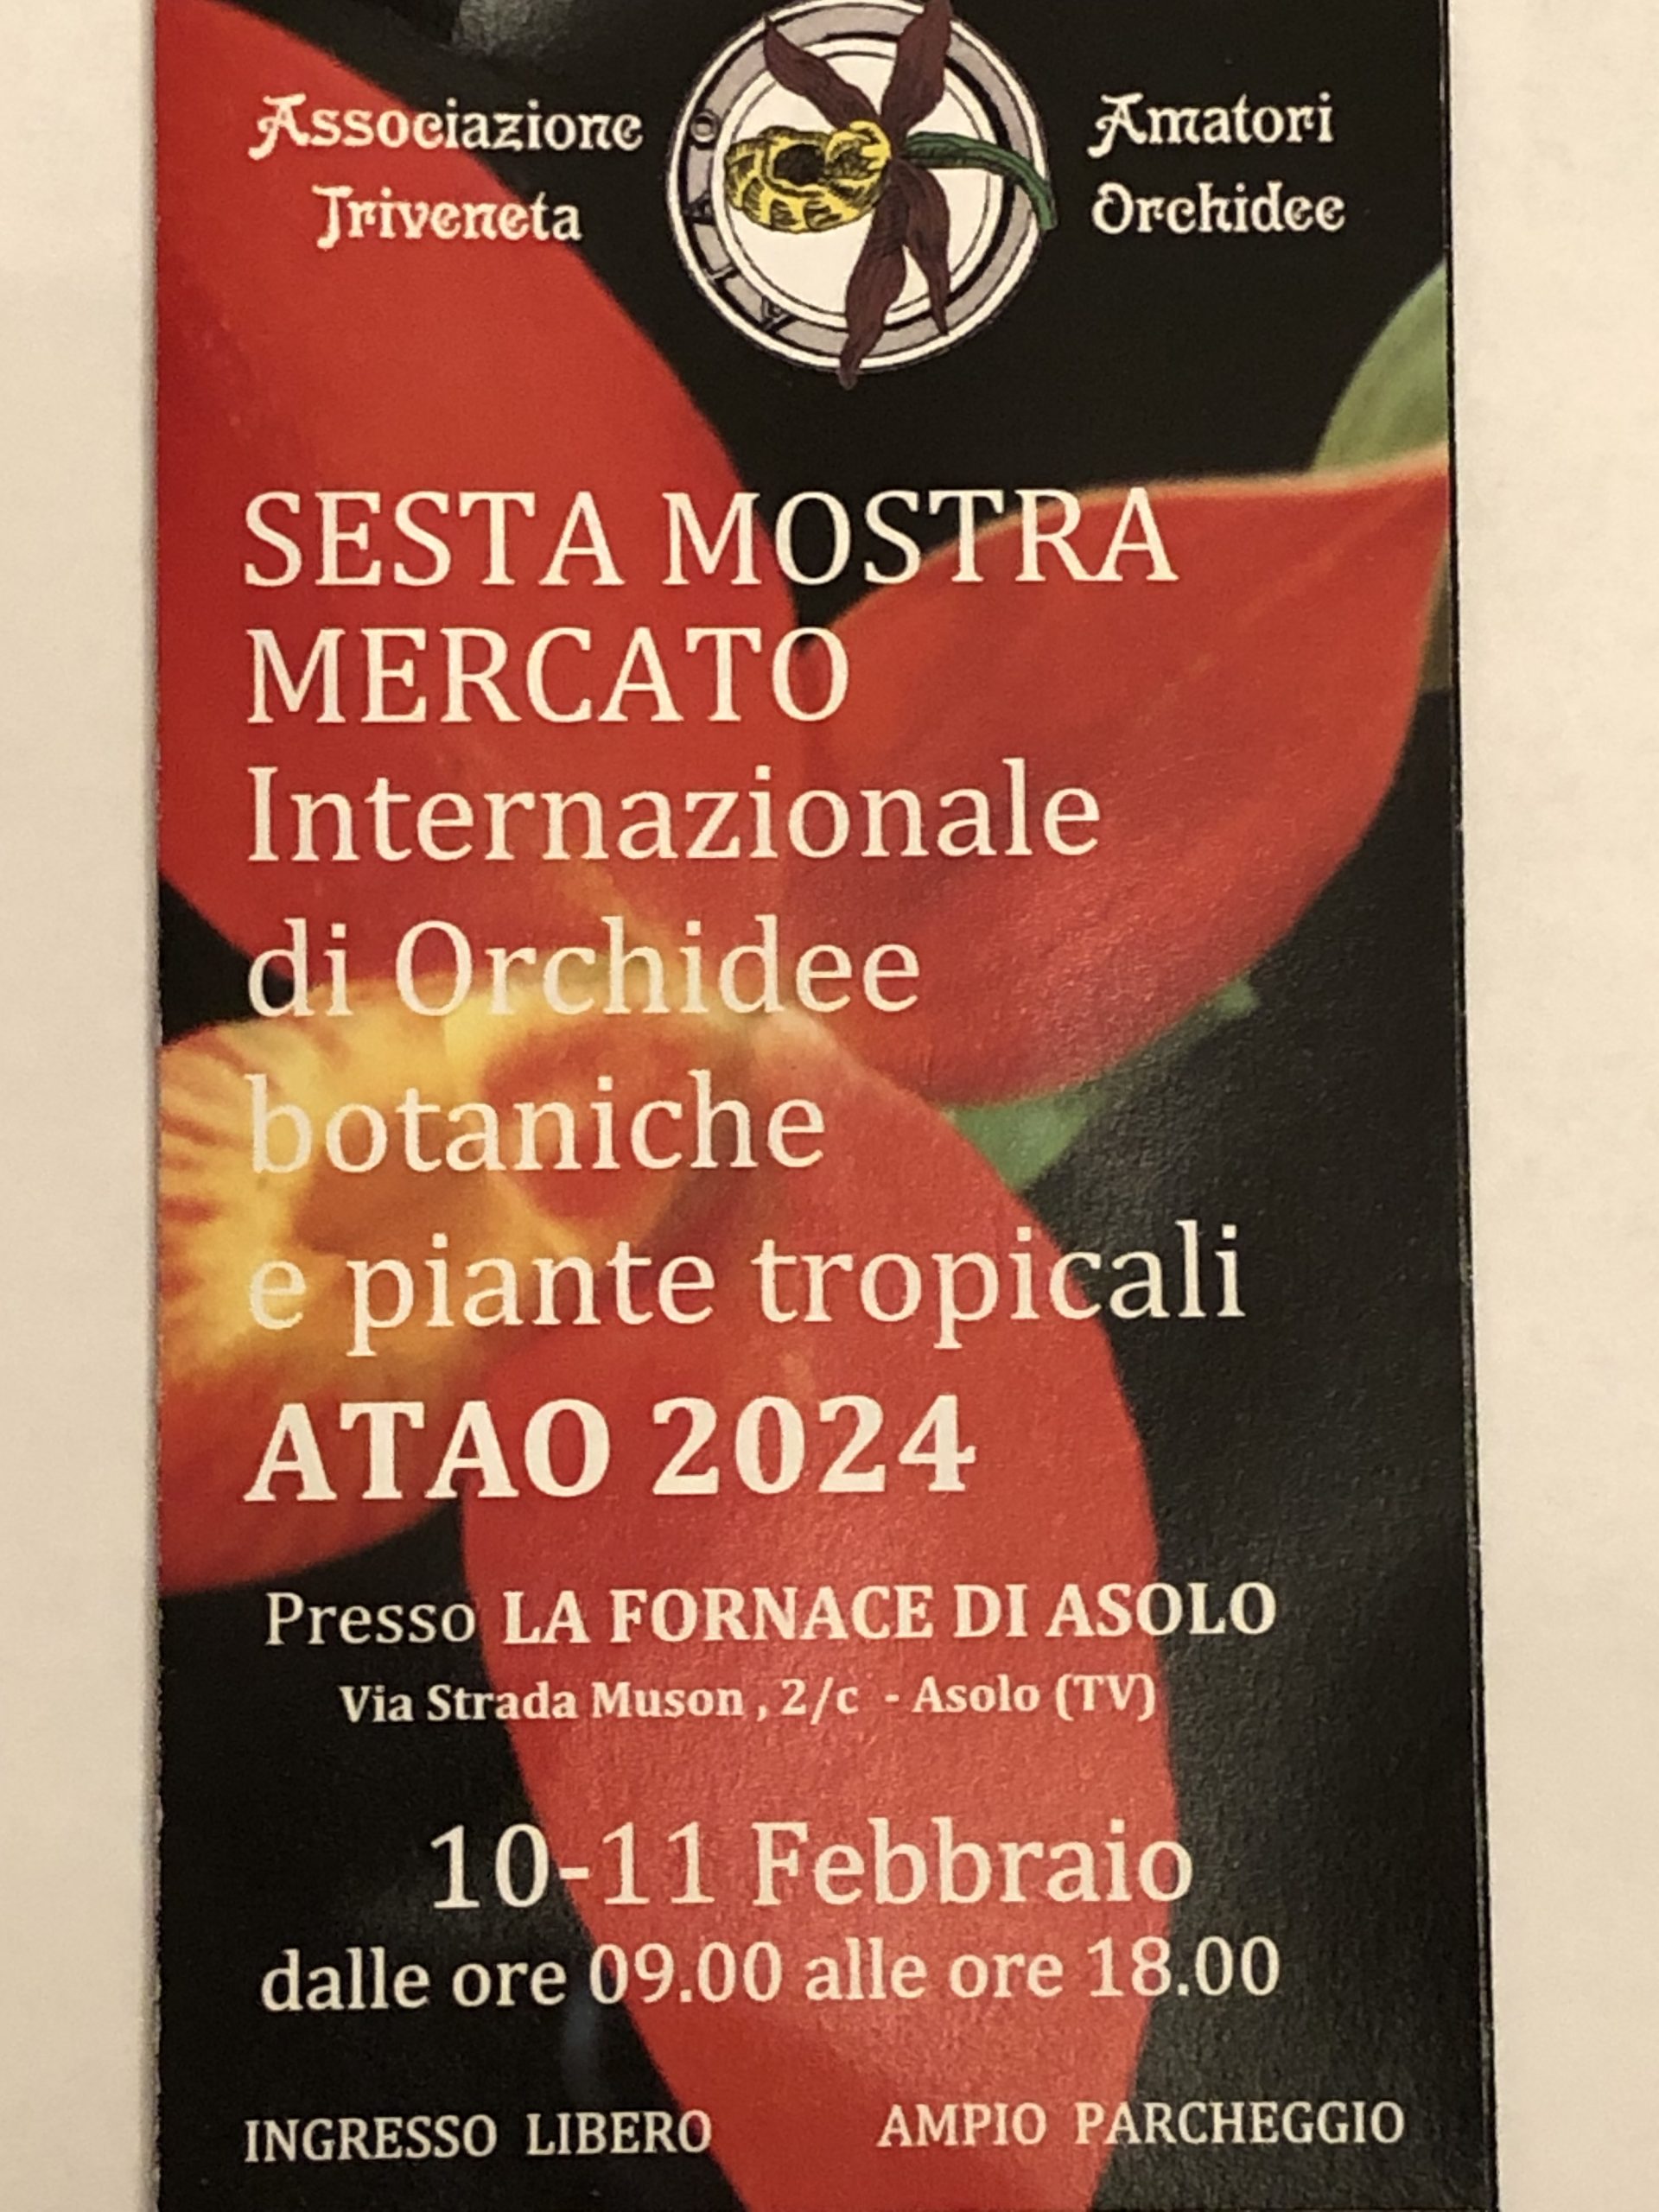 Associazione
Triveneta
Amatori
Orchidee
SESTA MOSTRA
MERCATO
Internazionale
di Orchidee
botaniche
e piante tropicali
ATAO 2024
Presso LA FORNACE DI ASOLO
Via Strada Muson , 2/c - Asolo (TV)
10-11 Febbraio
dalle ore 09.00 alle ore 18.00
INGRESSO LIBERO AMPIO PARCHEGGIO